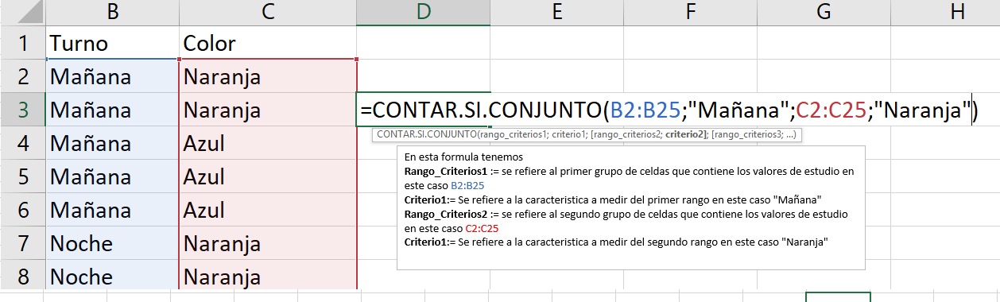 B C D E F G H
1 Turno Color
2 Mañana Naranja
3 Mañana Naranja =CONTAR.SI.CONJUNTO(B2:B25;"Mañana";C2:C25;"Naranja")
CONTAR.SI.CONJUNTO(rango_criterios1; criterio1; [rango_criterios2; criterio2]; [rango_criterios3; ...)
4 Mañana Azul
5 Mañana Azul
6 Mañana Azul
7 Noche Naranja
8 Noche Naranja
En esta formula tenemos
Rango_Criterios1 := se refiere al primer grupo de celdas que contiene los valores de estudio en
este caso B2:B25
Criterio1:= Se refiere a la caracteristica a medir del primer rango en este caso "Mañana"
Rango_Criterios2 := se refiere al segundo grupo de celdas que contiene los valores de estudio
en este caso C2:C25
Criterio1:= Se refiere a la caracteristica a medir del segundo rango en este caso "Naranja"